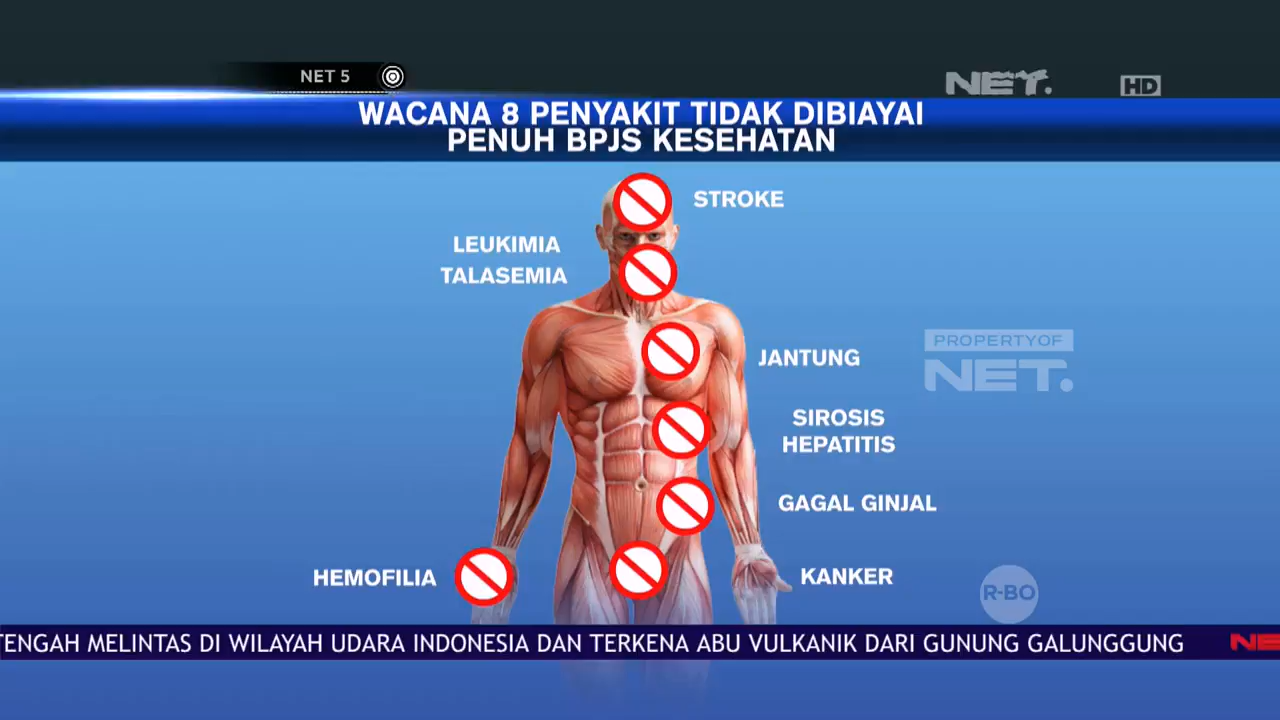 NET 5
NET.
HD
WACANA 8 PENYAKIT TIDAK DIBIAYAI
PENUH BPJS KESEHATAN
STROKE
LEUKIMIA
TALASEMIA
JANTUNG
PROPERTYOF
NET.
SIROSIS
HEPATITIS
GAGAL GINJAL
HEMOFILIA
KANKER
R-BO
TENGAH MELINTAS DI WILAYAH UDARA INDONESIA DAN TERKENA ABU VULKANIK DARI GUNUNG GALUNGGUNG
NE